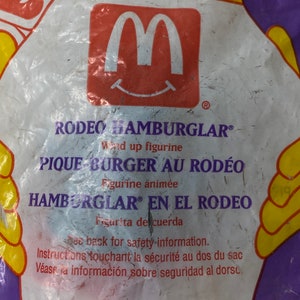 RODEO HAMBURGLAR®
Wind up figurine
PIQUE-BURGER AU RODÉO
Figurine animée
HAMBURGLAR® EN EL RODEO
Figurita de cuerda
See back for safety information.
Instructions touchant la sécurité au dos du sac
Véase la información sobre seguridad al dorso